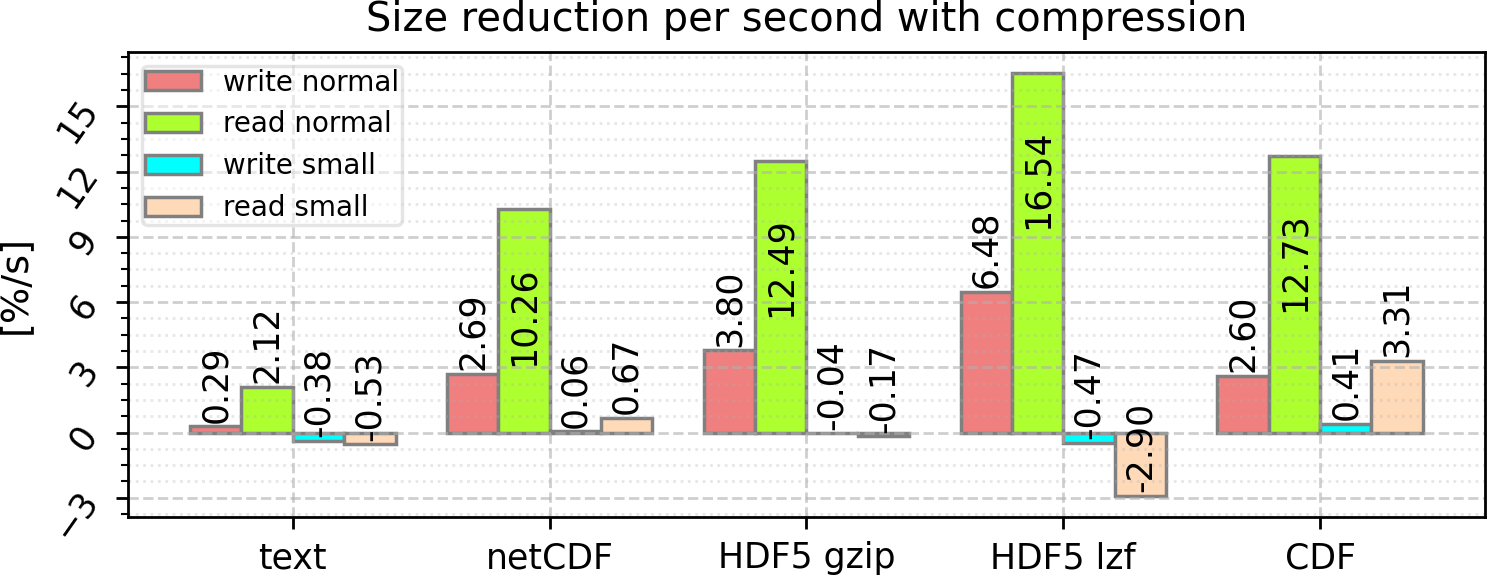 Size reduction per second with compression
[%/s]
15
12
9
6
3
0
−3
write normal
read normal
write small
read small
0.29
2.12
-0.38
-0.53
2.69
10.26
0.06
0.67
3.80
12.49
-0.04
-0.17
6.48
16.54
-0.47
-2.90
2.60
12.73
0.41
3.31
text
netCDF
HDF5 gzip
HDF5 lzf
CDF